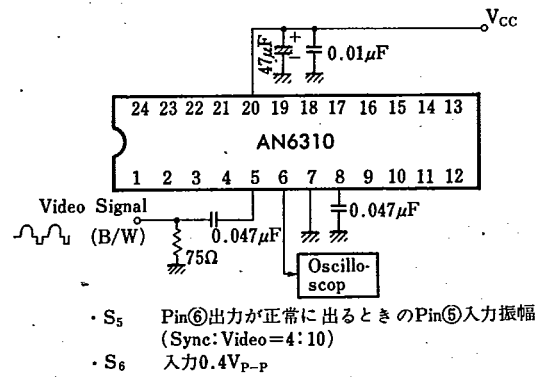 VCC
47μF
+
−
0.01μF
24 23 22 21 20 19 18 17 16 15 14 13
AN6310
1 2 3 4 5 6 7 8 9 10 11 12
Video Signal
(B/W)
0.047μF
0.047μF
75Ω
Oscillo-
scop
・S5 Pin⑥出力が正常に出るときのPin⑤入力振幅
(Sync:Video=4:10)
・S6 入力0.4VP-P